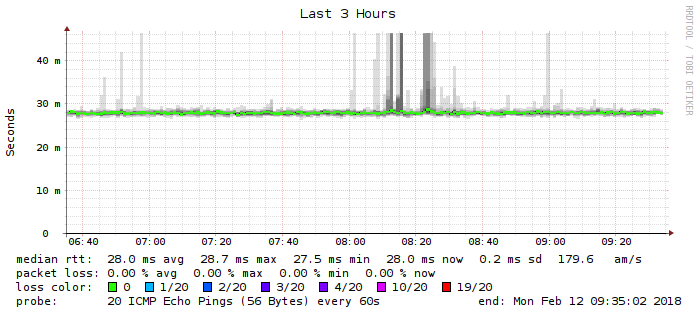 Last 3 Hours
RRDTOOL / TOBI OETIKER
Seconds
40 m
30 m
20 m
10 m
0
06:40 07:00 07:20 07:40 08:00 08:20 08:40 09:00 09:20
median rtt: 28.0 ms avg 28.7 ms max 27.5 ms min 28.0 ms now 0.2 ms sd 179.6 am/s
packet loss: 0.00 % avg 0.00 % max 0.00 % min 0.00 % now
loss color: 0 1/20 2/20 3/20 4/20 10/20 19/20
probe: 20 ICMP Echo Pings (56 Bytes) every 60s end: Mon Feb 12 09:35:02 2018